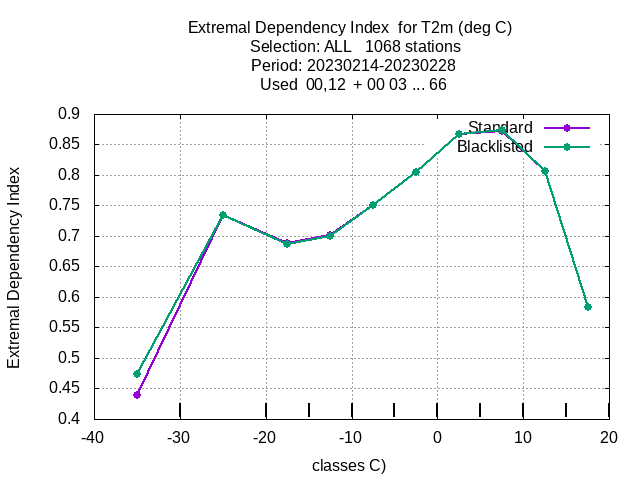 Extremal Dependency Index  for T2m (deg C)
Selection: ALL   1068 stations
Period: 20230214-20230228
Used  00,12  + 00 03 ... 66
Extremal Dependency Index
0.9
0.85
0.8
0.75
0.7
0.65
0.6
0.55
0.5
0.45
0.4
Standard
Blacklisted
-40 -30 -20 -10 0 10 20
classes C)